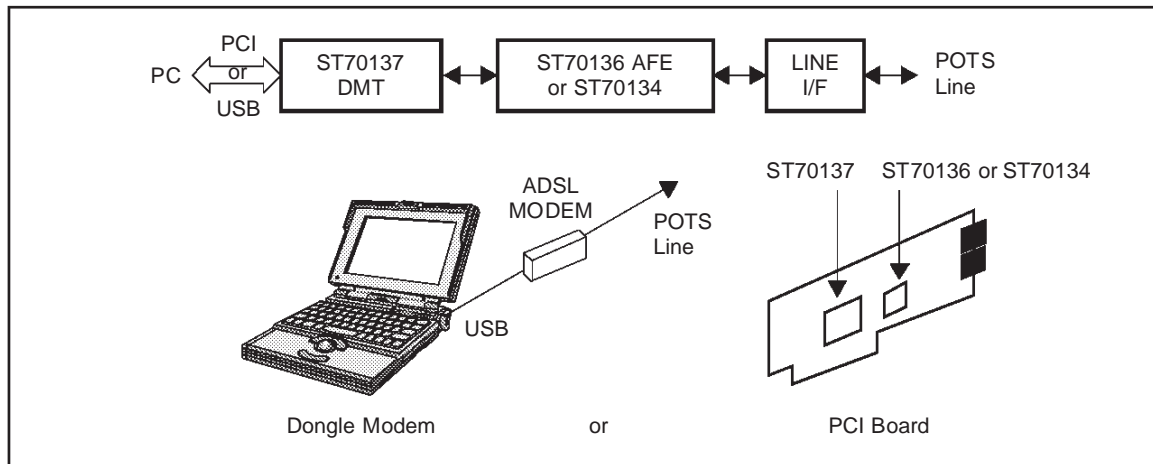 PC
PCI
or
USB
ST70137
DMT
ST70136 AFE
or ST70134
LINE
I/F
POTS
Line
ADSL
MODEM
POTS
Line
USB
ST70137
ST70136 or ST70134
Dongle Modem
or
PCI Board